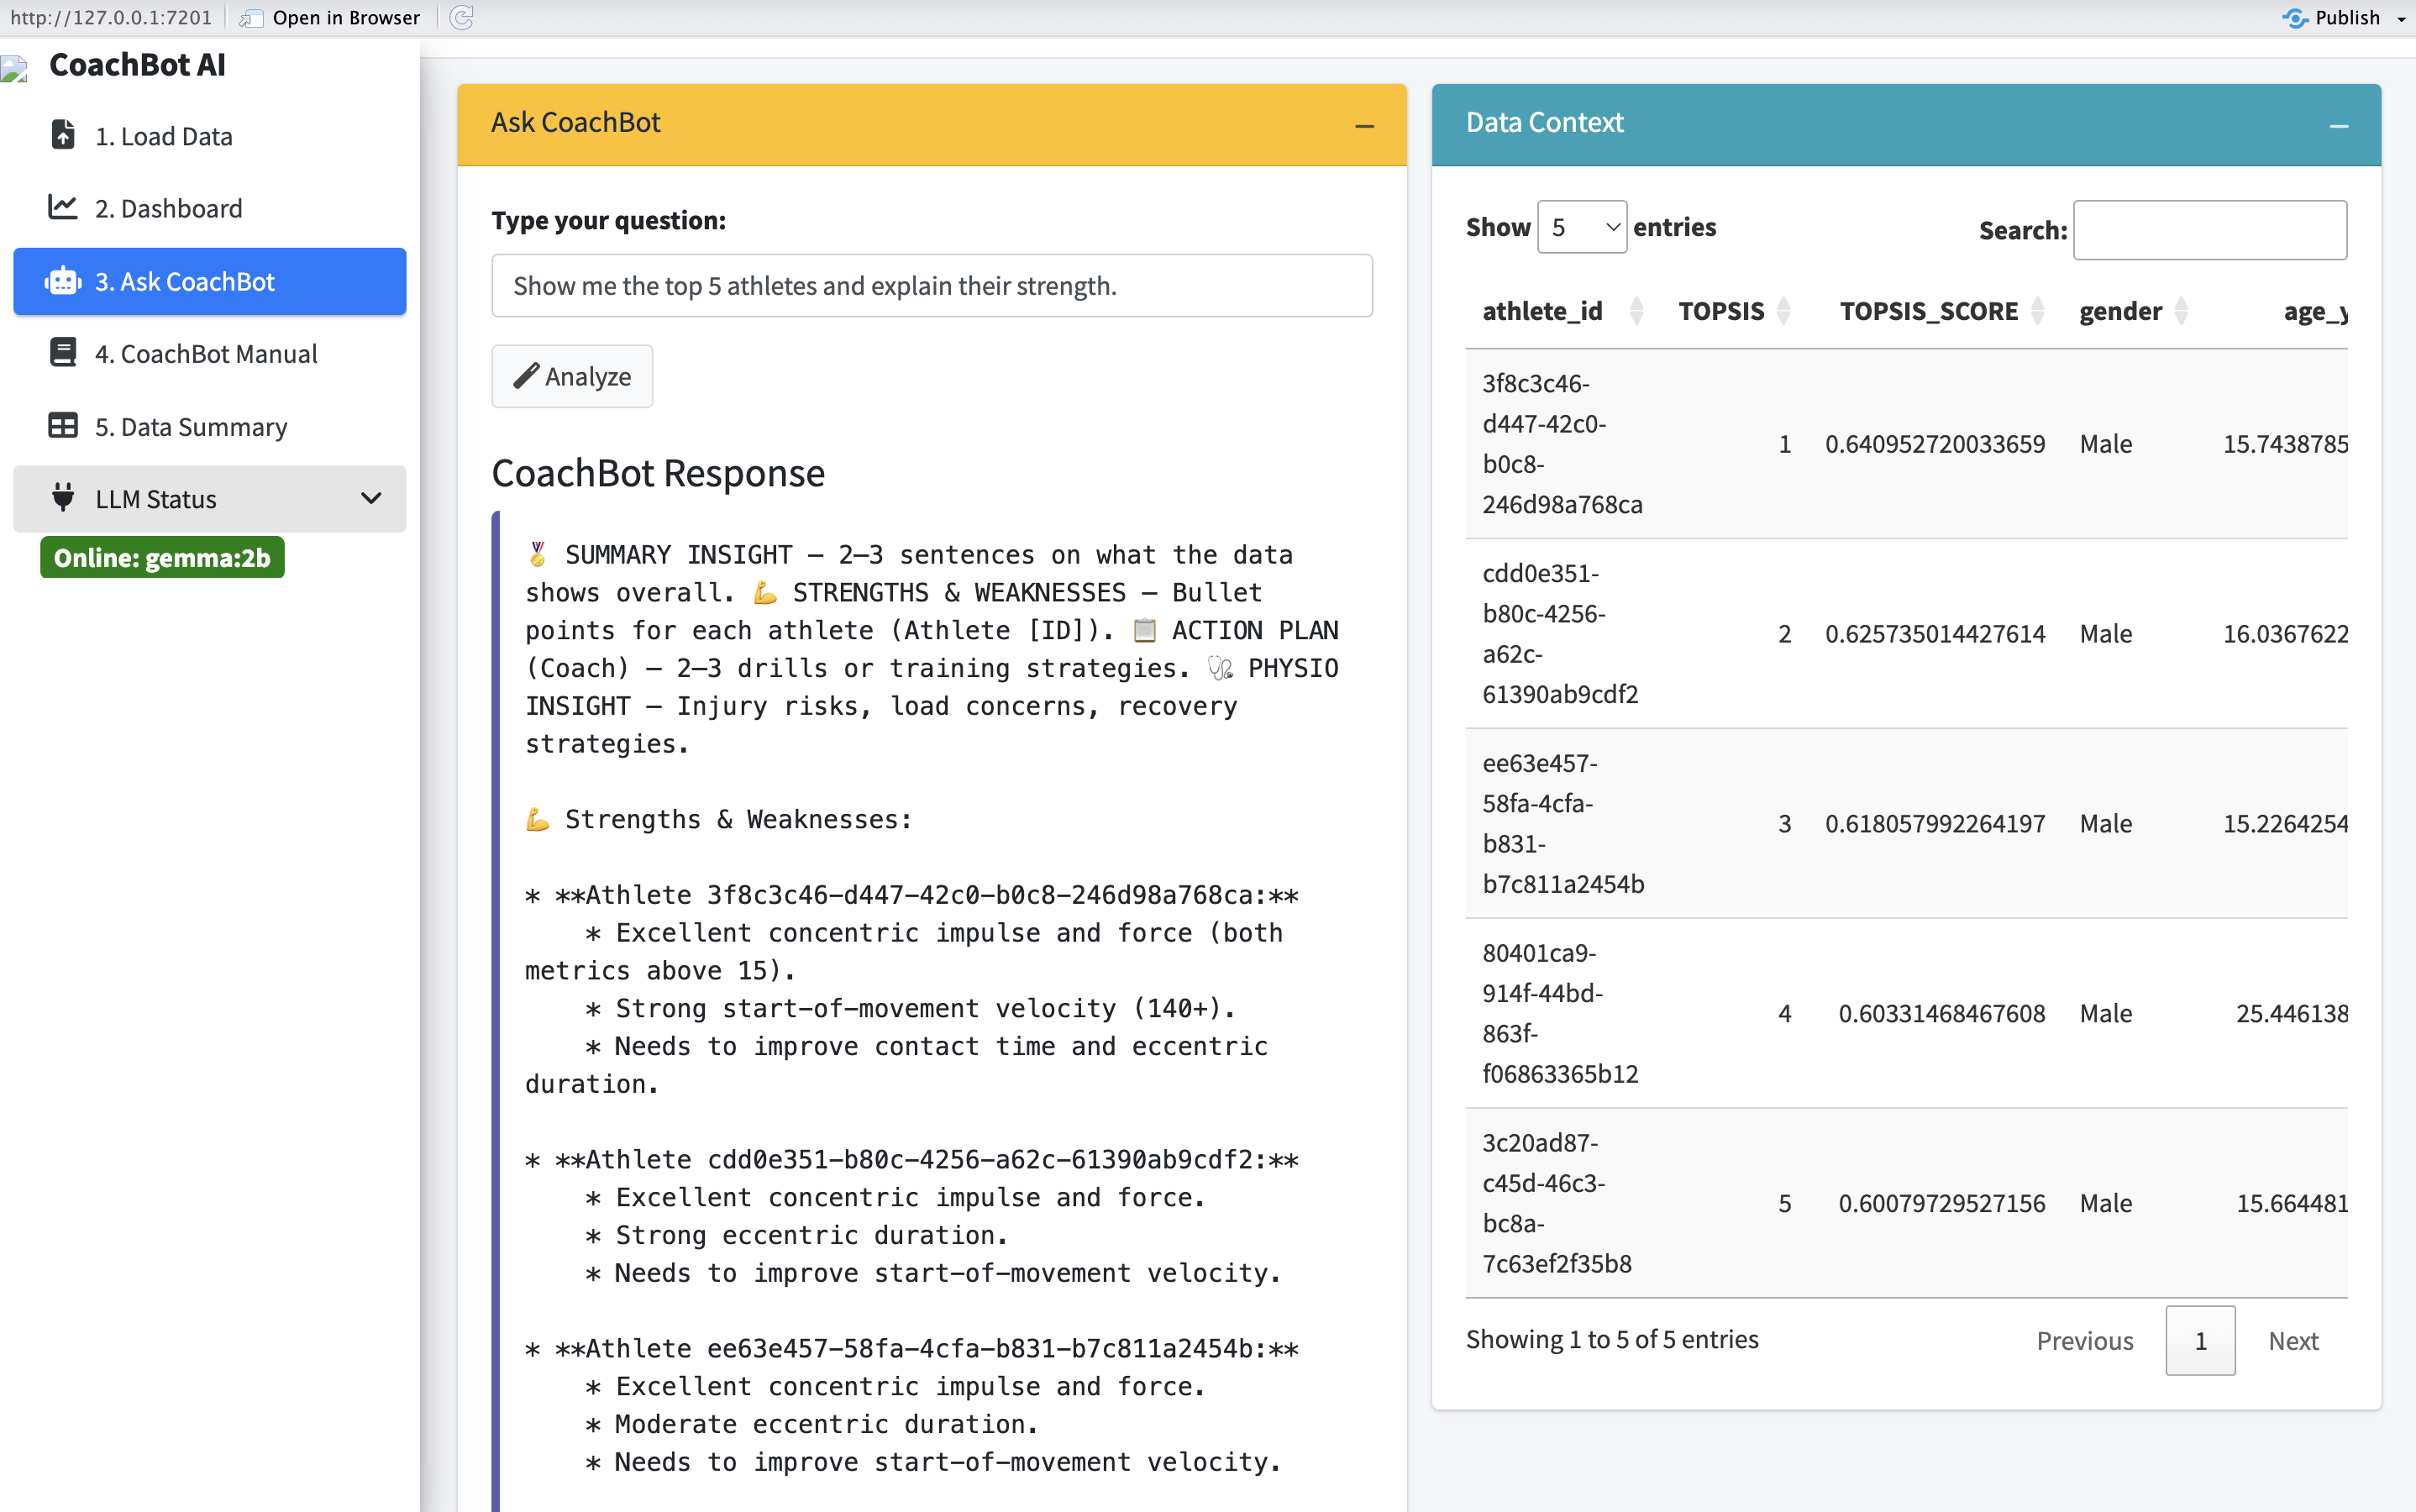 http://127.0.0.1:7201 Open in Browser Publish
CoachBot AI
1. Load Data
2. Dashboard
3. Ask CoachBot
4. CoachBot Manual
5. Data Summary
LLM Status
Online: gemma:2b
Ask CoachBot
Type your question:
Show me the top 5 athletes and explain their strength.
Analyze
CoachBot Response
🏅 SUMMARY INSIGHT – 2–3 sentences on what the data
shows overall. 💪 STRENGTHS & WEAKNESSES – Bullet
points for each athlete (Athlete [ID]). 📋 ACTION PLAN
(Coach) – 2–3 drills or training strategies. 🩺 PHYSIO
INSIGHT – Injury risks, load concerns, recovery
strategies.
💪 Strengths & Weaknesses:
* **Athlete 3f8c3c46-d447-42c0-b0c8-246d98a768ca:**
* Excellent concentric impulse and force (both
metrics above 15).
* Strong start-of-movement velocity (140+).
* Needs to improve contact time and eccentric
duration.
* **Athlete cdd0e351-b80c-4256-a62c-61390ab9cdf2:**
* Excellent concentric impulse and force.
* Strong eccentric duration.
* Needs to improve start-of-movement velocity.
* **Athlete ee63e457-58fa-4cfa-b831-b7c811a2454b:**
* Excellent concentric impulse and force.
* Moderate eccentric duration.
* Needs to improve start-of-movement velocity.
Data Context
Show 5 entries
Search:
athlete_id TOPSIS TOPSIS_SCORE gender age_y
3f8c3c46-
d447-42c0-
b0c8-
246d98a768ca
1 0.640952720033659 Male 15.7438785
cdd0e351-
b80c-4256-
a62c-
61390ab9cdf2
2 0.625735014427614 Male 16.0367622
ee63e457-
58fa-4cfa-
b831-
b7c811a2454b
3 0.618057992264197 Male 15.2264254
80401ca9-
914f-44bd-
863f-
f06863365b12
4 0.60331468467608 Male 25.446138
3c20ad87-
c45d-46c3-
bc8a-
7c63ef2f35b8
5 0.60079729527156 Male 15.664481
Showing 1 to 5 of 5 entries
Previous 1 Next